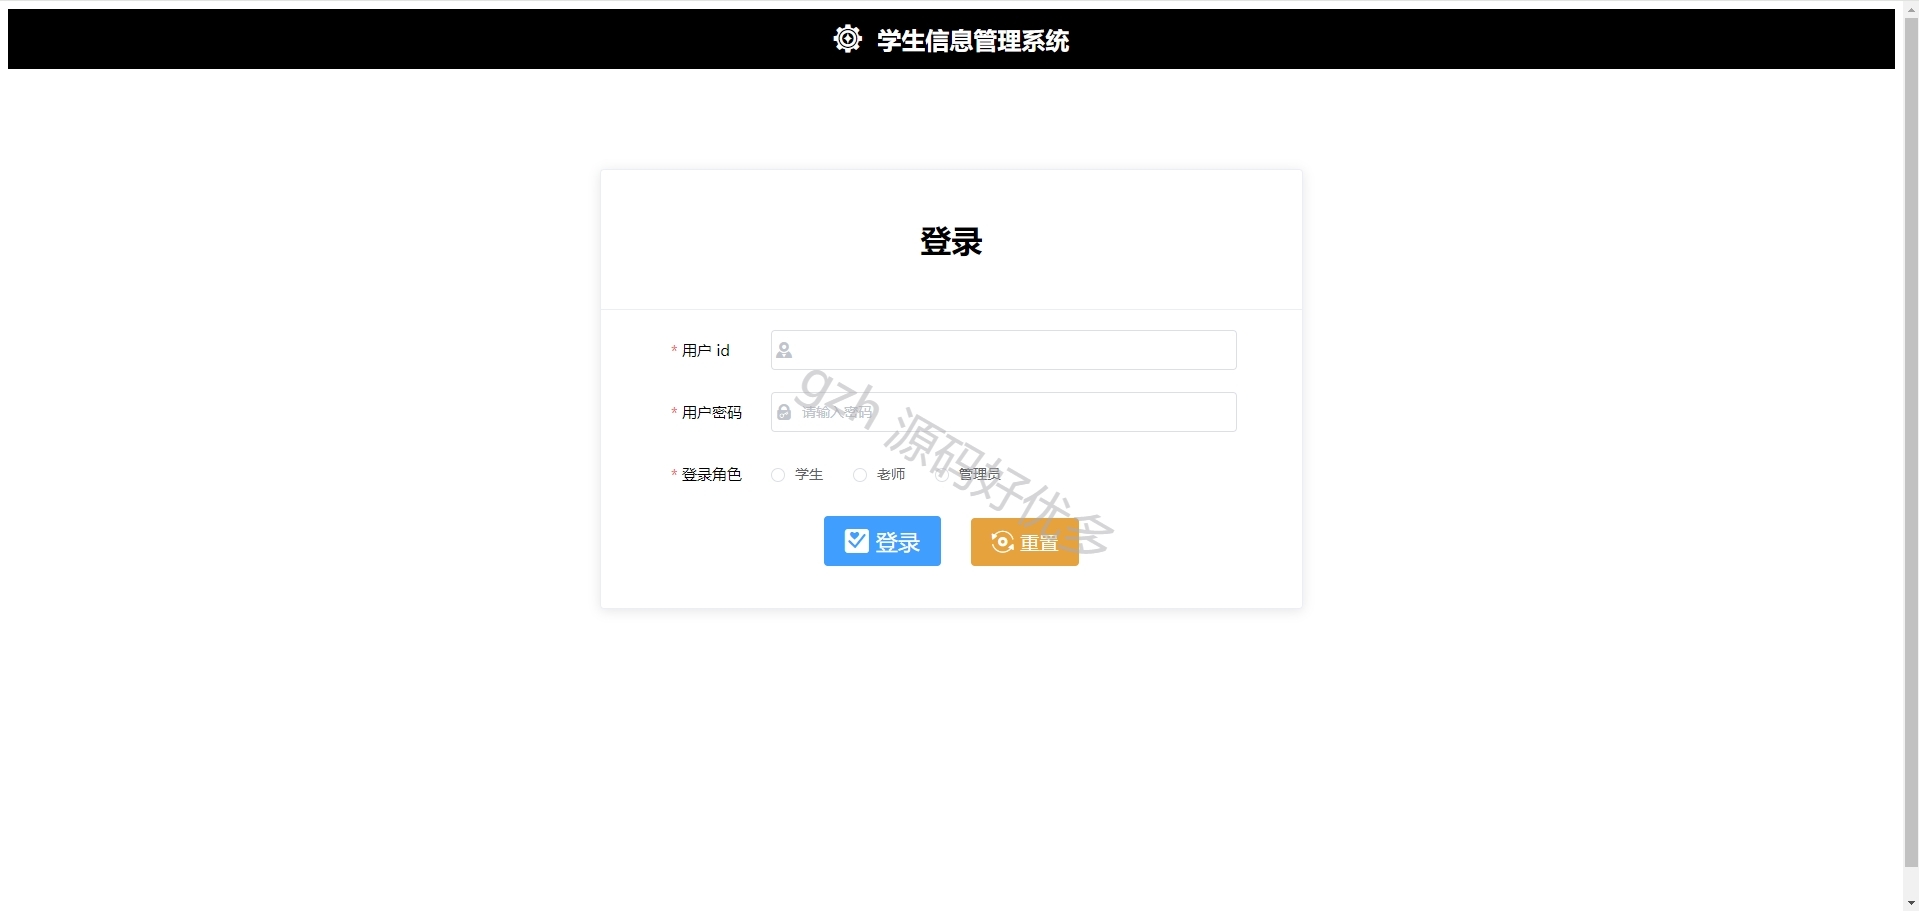 学生信息管理系统
登录
* 用户 id
* 用户密码
请输入密码
* 登录角色
学生
老师
管理员
登录
重置
gzh 源码好优多